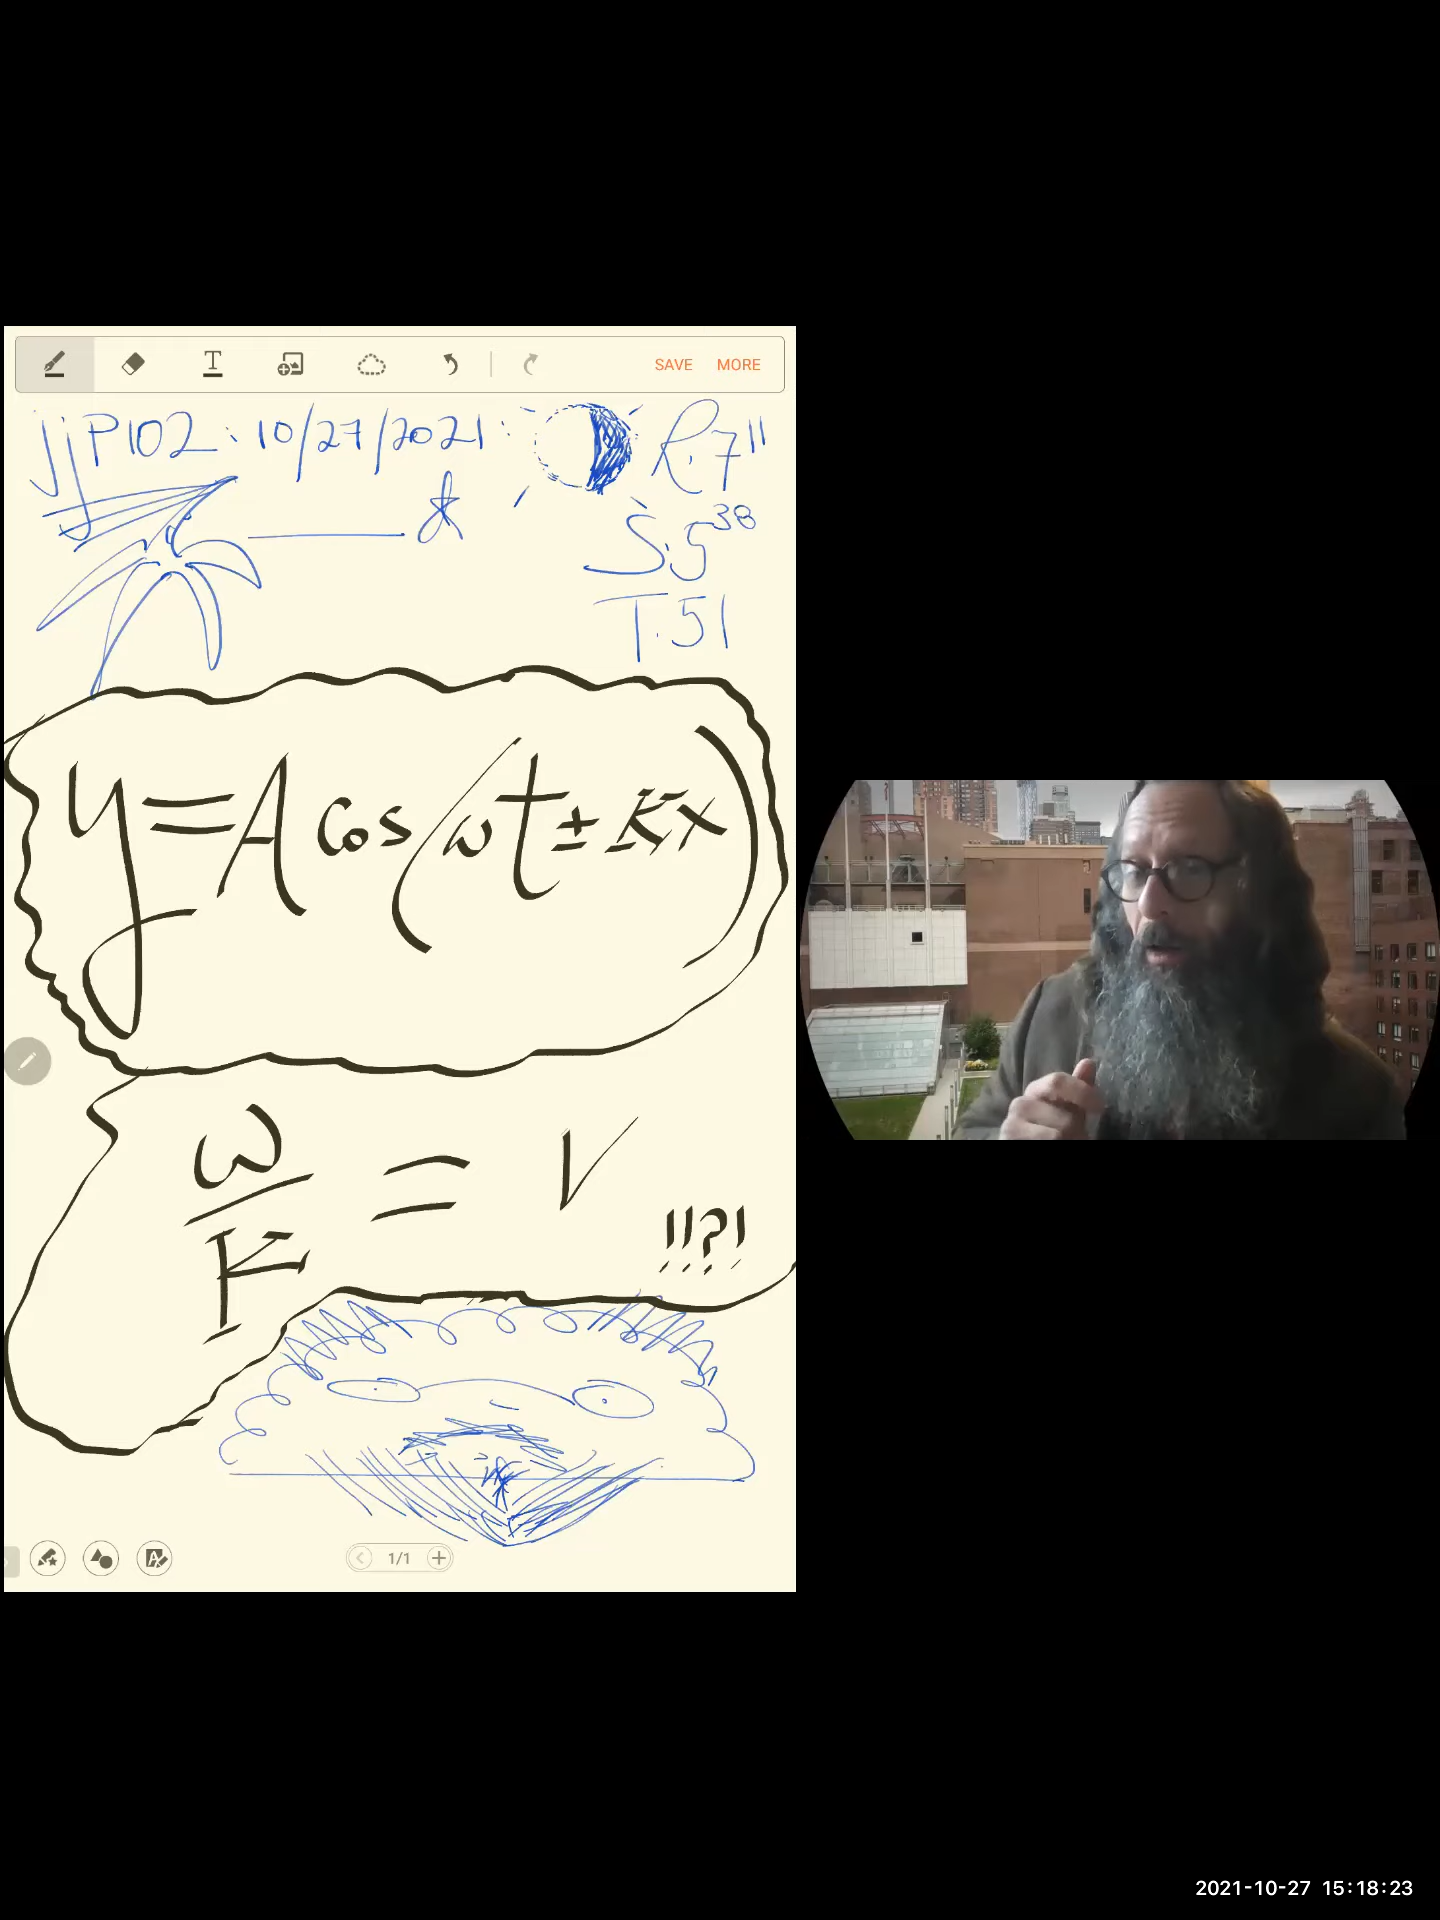 T SAVE MORE
jjP102: 10/27/2021: R.7¹¹
&
S.5³⁸
T.51
y=A cos(ωt±kx)
ω/k = v
!!?!
1/1
2021-10-27 15:18:23